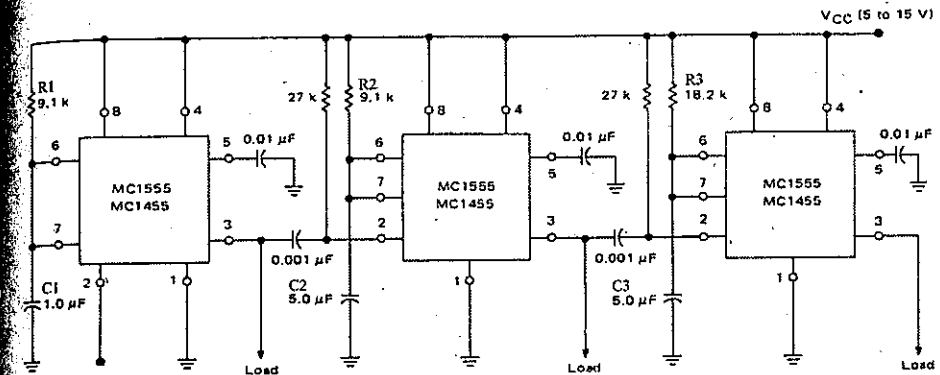 VCC (5 to 15 V)
R1
9.1 k
8
4
27 k
R2
9.1 k
8
4
27 k
R3
18.2 k
8
4
6
5
0.01 µF
6
0.01 µF
5
6
0.01 µF
5
MC1555
MC1455
7
MC1555
MC1455
7
MC1555
MC1455
7
3
0.001 µF
2
3
0.001 µF
2
3
C1
1.0 µF
2
1
C2
5.0 µF
1
C3
5.0 µF
1
Load
Load
Load